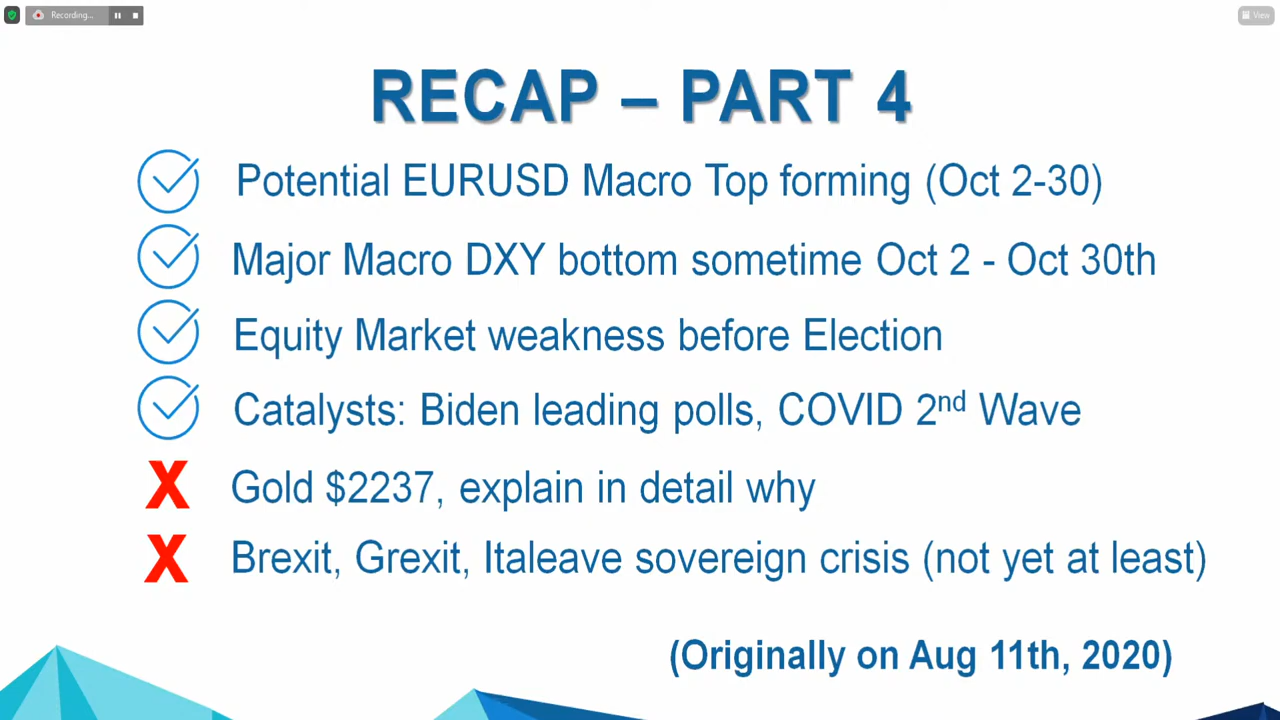 Recording...
View
RECAP – PART 4
Potential EURUSD Macro Top forming (Oct 2-30)
Major Macro DXY bottom sometime Oct 2 - Oct 30th
Equity Market weakness before Election
Catalysts: Biden leading polls, COVID 2nd Wave
X Gold $2237, explain in detail why
X Brexit, Grexit, Italeave sovereign crisis (not yet at least)
(Originally on Aug 11th, 2020)